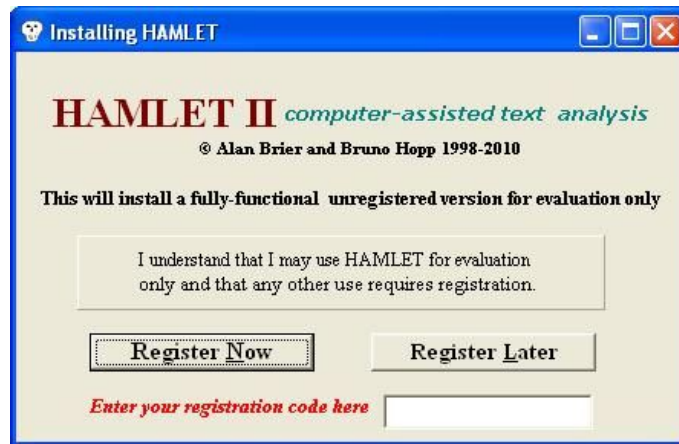 Installing HAMLET
HAMLET II computer-assisted text analysis
© Alan Brier and Bruno Hopp 1998-2010
This will install a fully-functional unregistered version for evaluation only
I understand that I may use HAMLET for evaluation
only and that any other use requires registration.
Register Now Register Later
Enter your registration code here